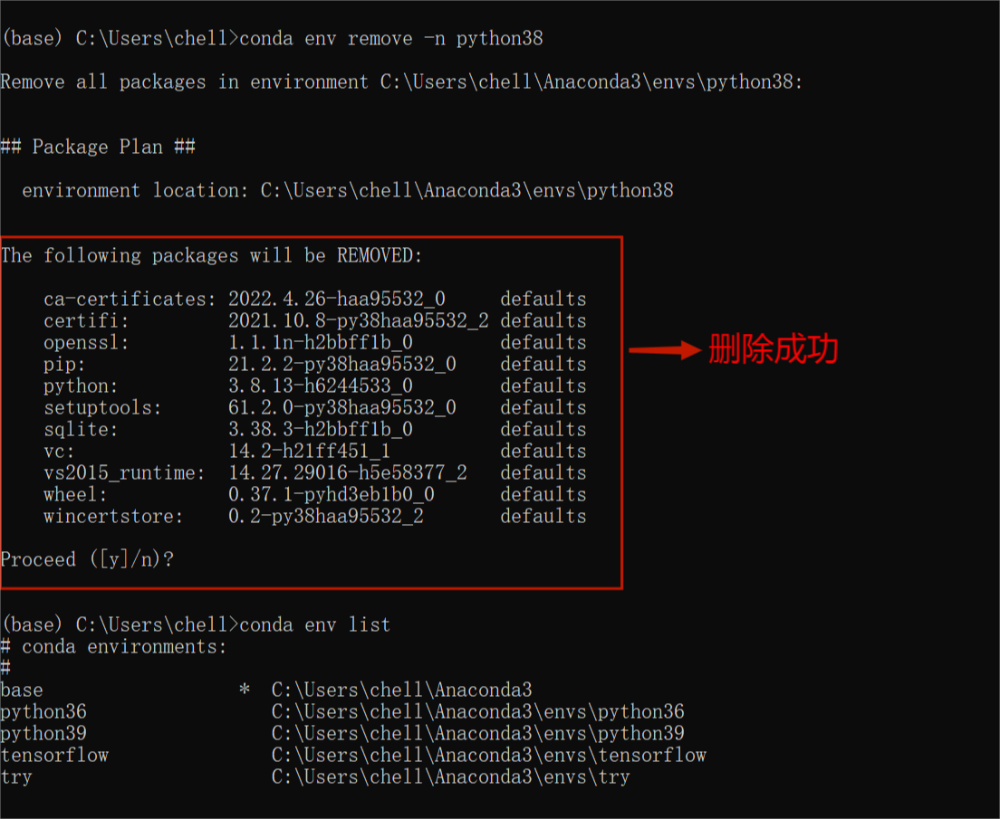 (base) C:\Users\chell>conda env remove -n python38
Remove all packages in environment C:\Users\chell\Anaconda3\envs\python38:
## Package Plan ##
environment location: C:\Users\chell\Anaconda3\envs\python38
The following packages will be REMOVED:
ca-certificates: 2022.4.26-haa95532_0 defaults
certifi: 2021.10.8-py38haa95532_2 defaults
openssl: 1.1.1n-h2bbff1b_0 defaults
pip: 21.2.2-py38haa95532_0 defaults
python: 3.8.13-h6244533_0 defaults
setuptools: 61.2.0-py38haa95532_0 defaults
sqlite: 3.38.3-h2bbff1b_0 defaults
vc: 14.2-h21ff451_1 defaults
vs2015_runtime: 14.27.29016-h5e58377_2 defaults
wheel: 0.37.1-pyhd3eb1b0_0 defaults
wincertstore: 0.2-py38haa95532_2 defaults
Proceed ([y]/n)?
删除成功
(base) C:\Users\chell>conda env list
# conda environments:
#
base * C:\Users\chell\Anaconda3
python36 C:\Users\chell\Anaconda3\envs\python36
python39 C:\Users\chell\Anaconda3\envs\python39
tensorflow C:\Users\chell\Anaconda3\envs\tensorflow
try C:\Users\chell\Anaconda3\envs\try